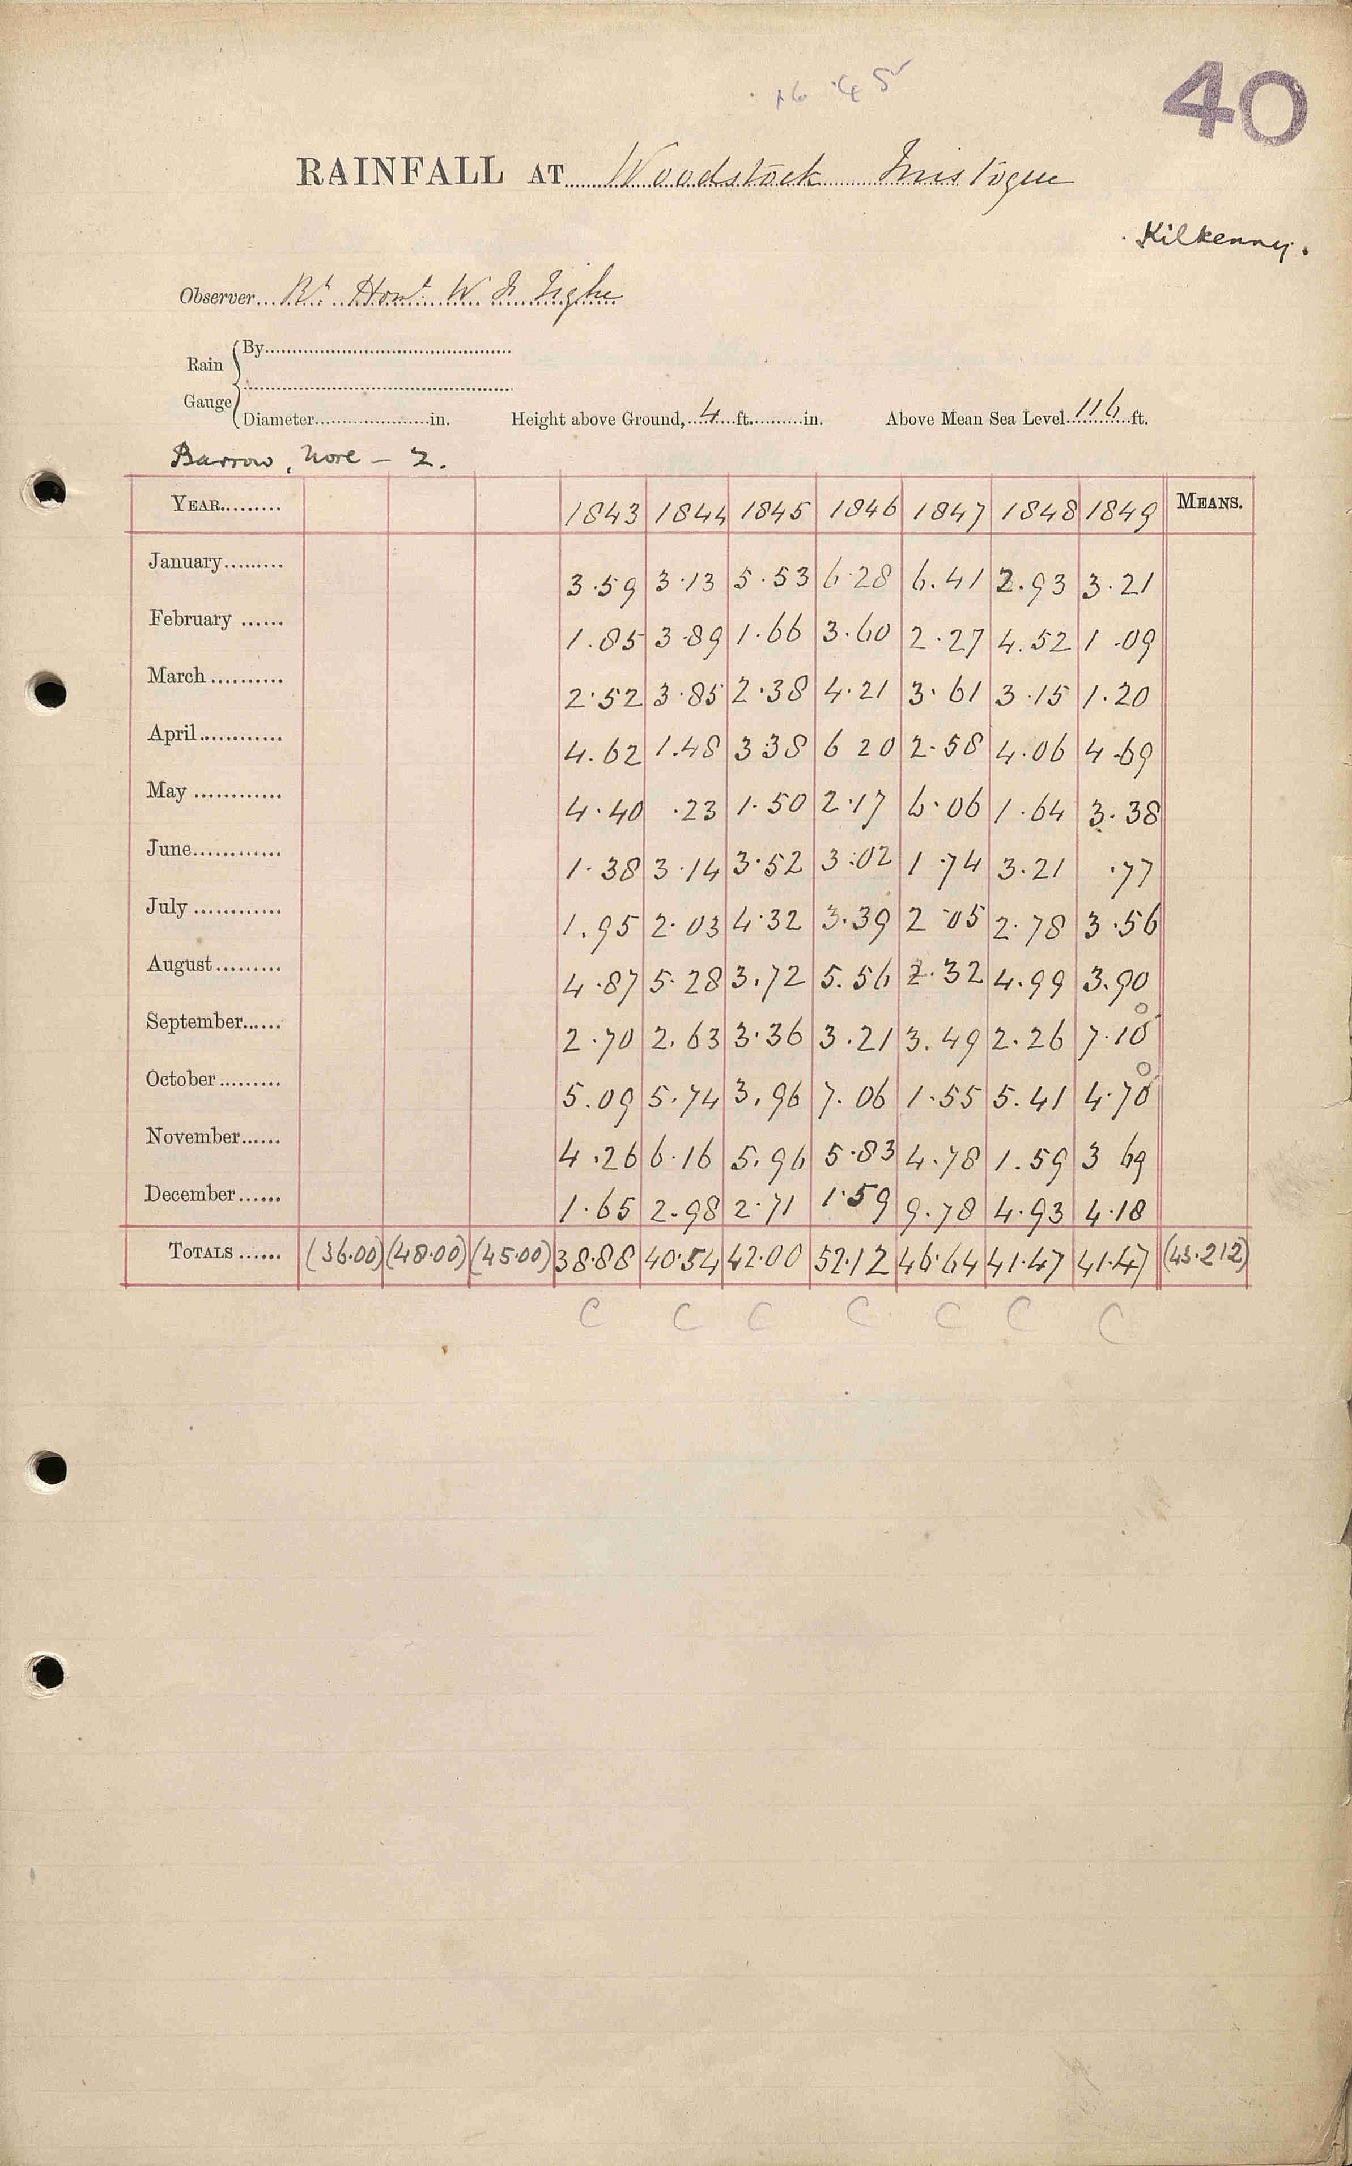 16 45
40
RAINFALL AT Woodstock Inistogue
Kilkenny.
Observer Rt. Honl. W. F. Tighe
Rain Gauge { By
Diameter in. Height above Ground, 4 ft. in. Above Mean Sea Level 116 ft.
Barrow, Nore - 2.
YEAR 1843 1844 1845 1846 1847 1848 1849 MEANS.
January 3.59 3.13 5.53 6.28 6.41 2.93 3.21
February 1.85 3.89 1.66 3.60 2.27 4.52 1.09
March 2.52 3.85 2.38 4.21 3.61 3.15 1.20
April 4.62 1.48 3.38 6 20 2.58 4.06 4.69
May 4.40 .23 1.50 2.17 6.06 1.64 3.38
June 1.38 3.14 3.52 3.02 1.74 3.21 .77
July 1.95 2.03 4.32 3.39 2.05 2.78 3.56
August 4.87 5.28 3.72 5.56 2.32 4.99 3.90
September 2.70 2.63 3.36 3.21 3.49 2.26 7.10
October 5.09 5.74 3.96 7.06 1.55 5.41 4.70
November 4.26 6.16 5.96 5.83 4.78 1.59 3 69
December 1.65 2.98 2.71 1.59 9.78 4.93 4.18
TOTALS (36.00) (48.00) (45.00) 38.88 40.54 42.00 52.12 46.64 41.47 41.47 (43.212)
C C C C C C C